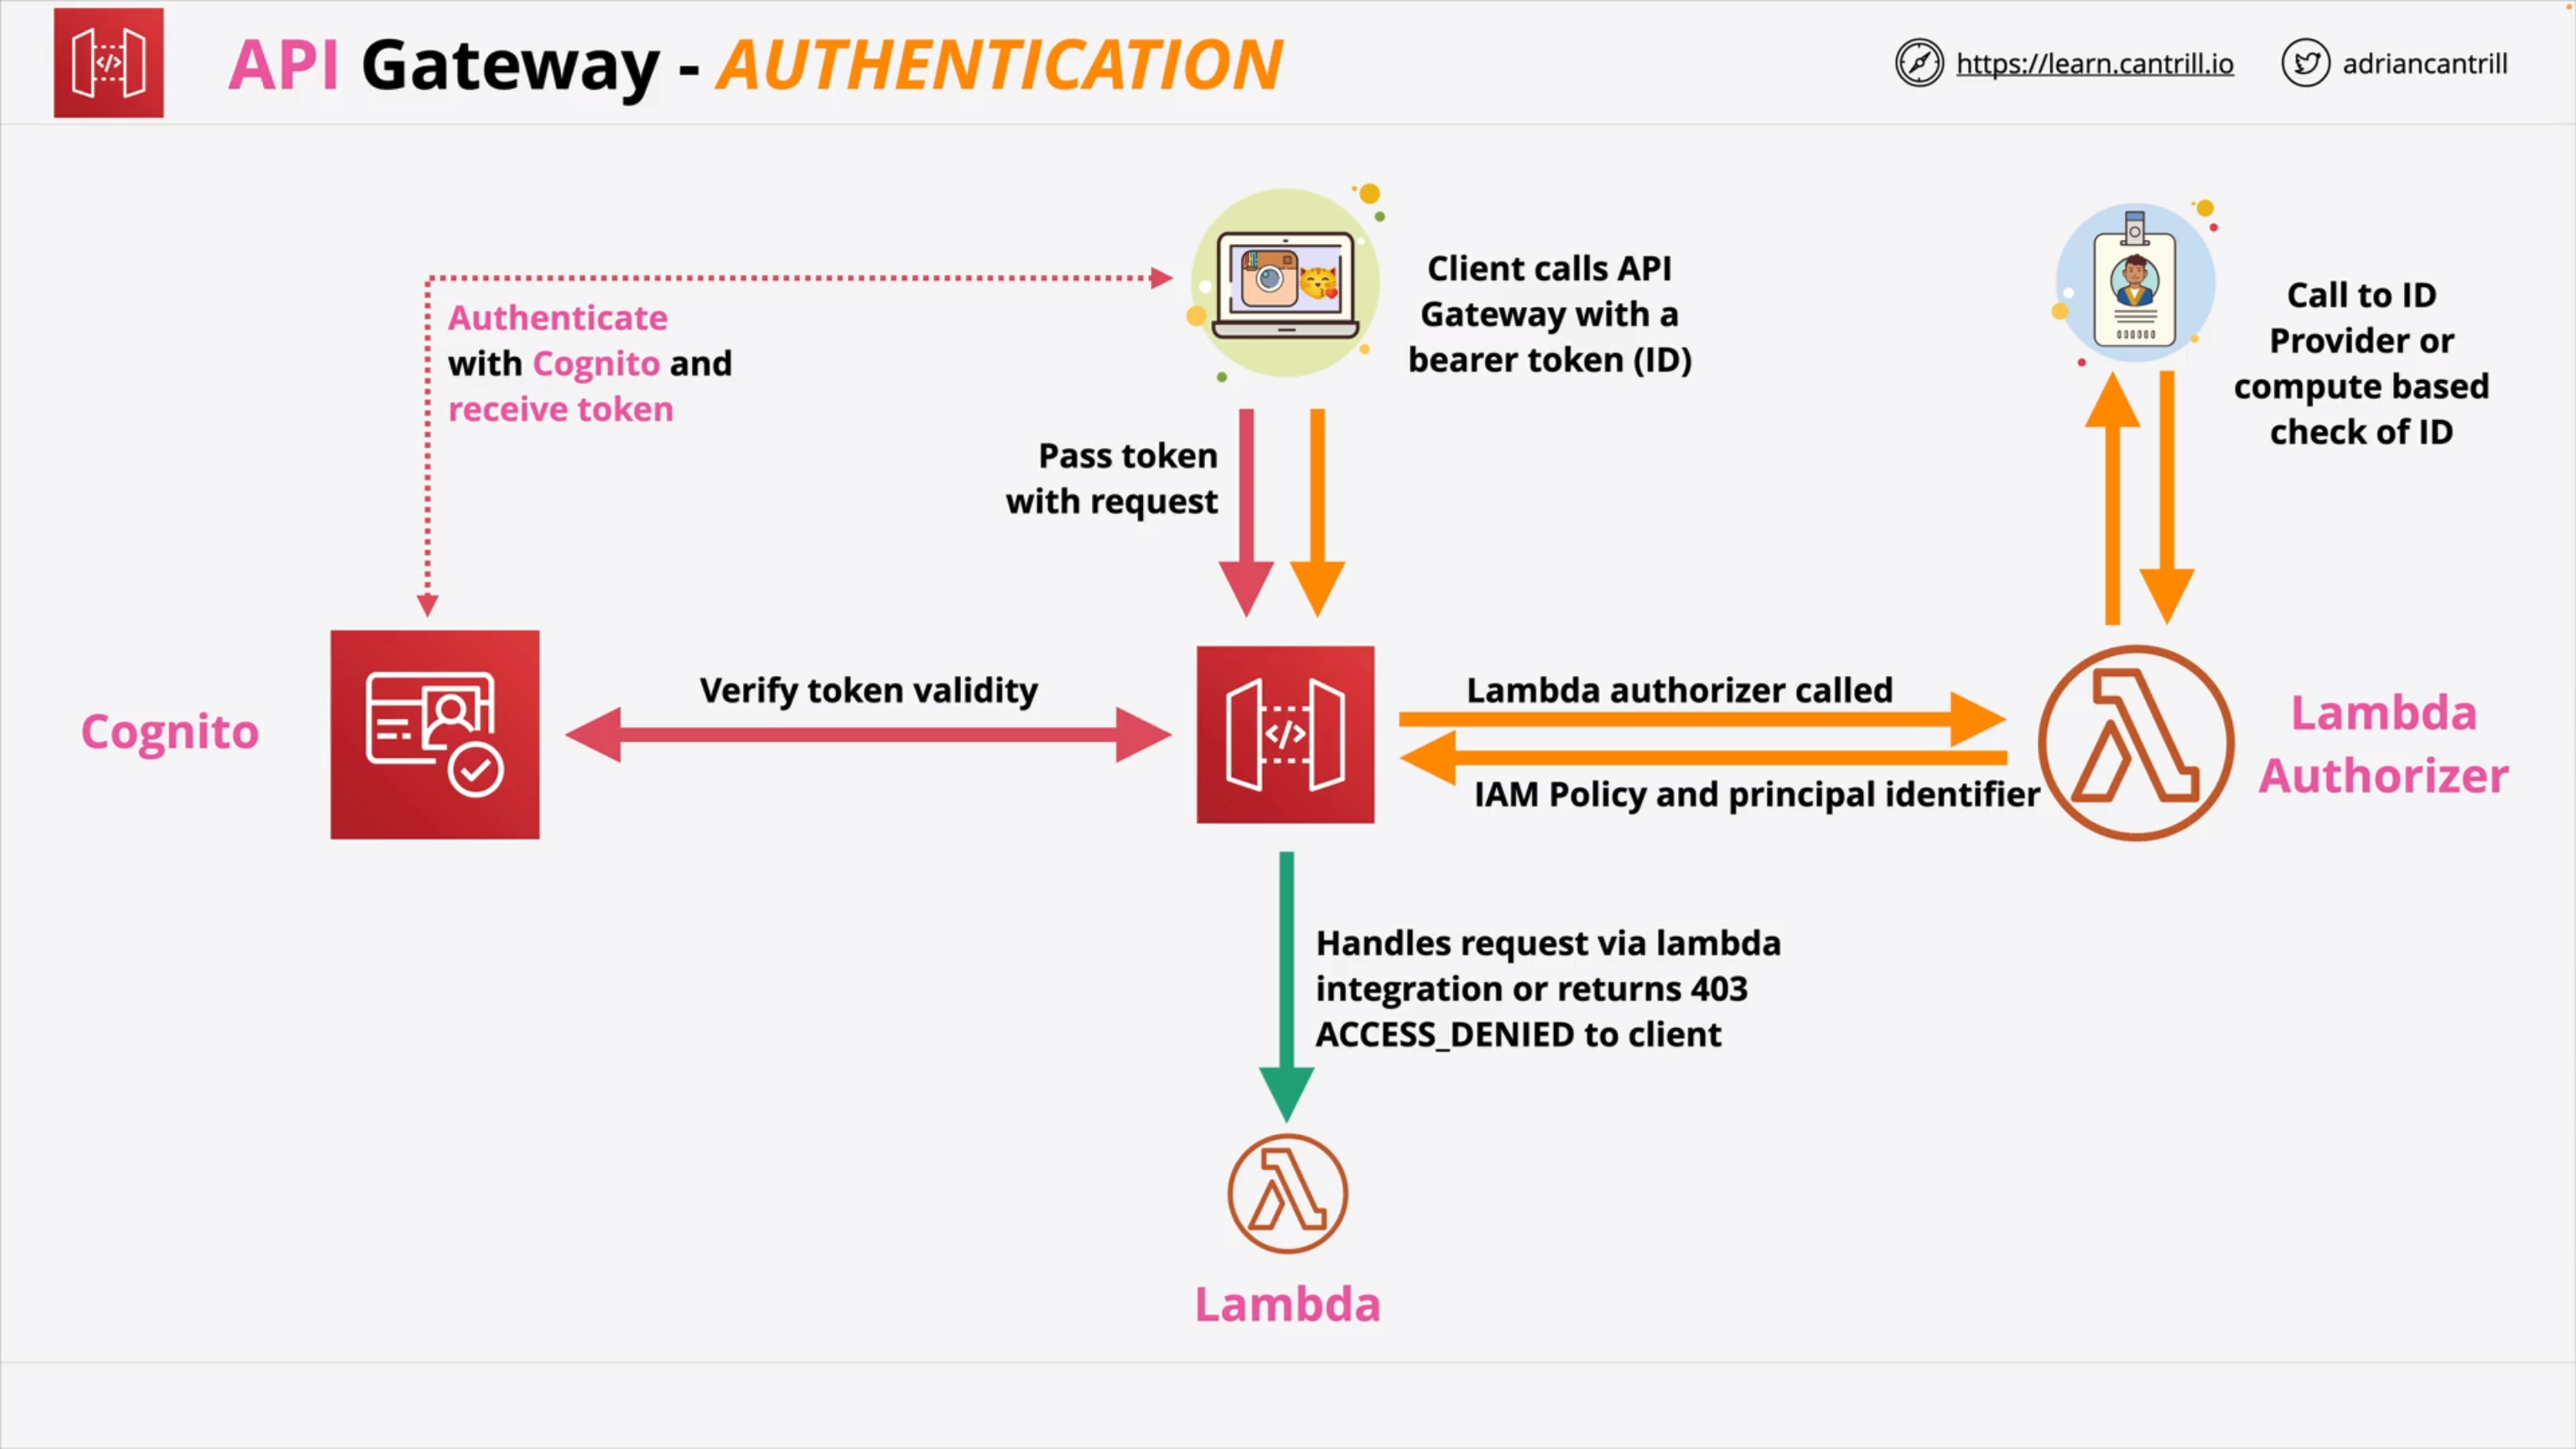 API Gateway - AUTHENTICATION
https://learn.cantrill.io
adriancantrill
Authenticate
with Cognito and
receive token
Client calls API
Gateway with a
bearer token (ID)
Call to ID
Provider or
compute based
check of ID
Pass token
with request
Cognito
Verify token validity
</>
Lambda authorizer called
IAM Policy and principal identifier
Lambda
Authorizer
Handles request via lambda
integration or returns 403
ACCESS_DENIED to client
Lambda